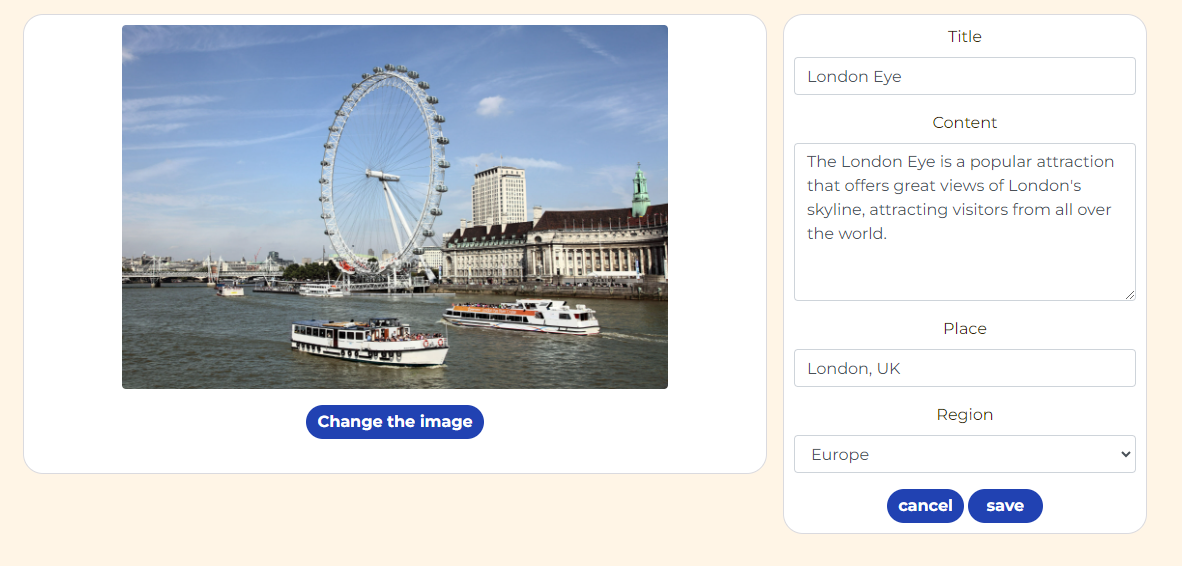 Change the image
Title
London Eye
Content
The London Eye is a popular attraction
that offers great views of London's
skyline, attracting visitors from all over
the world.
Place
London, UK
Region
Europe
cancel
save